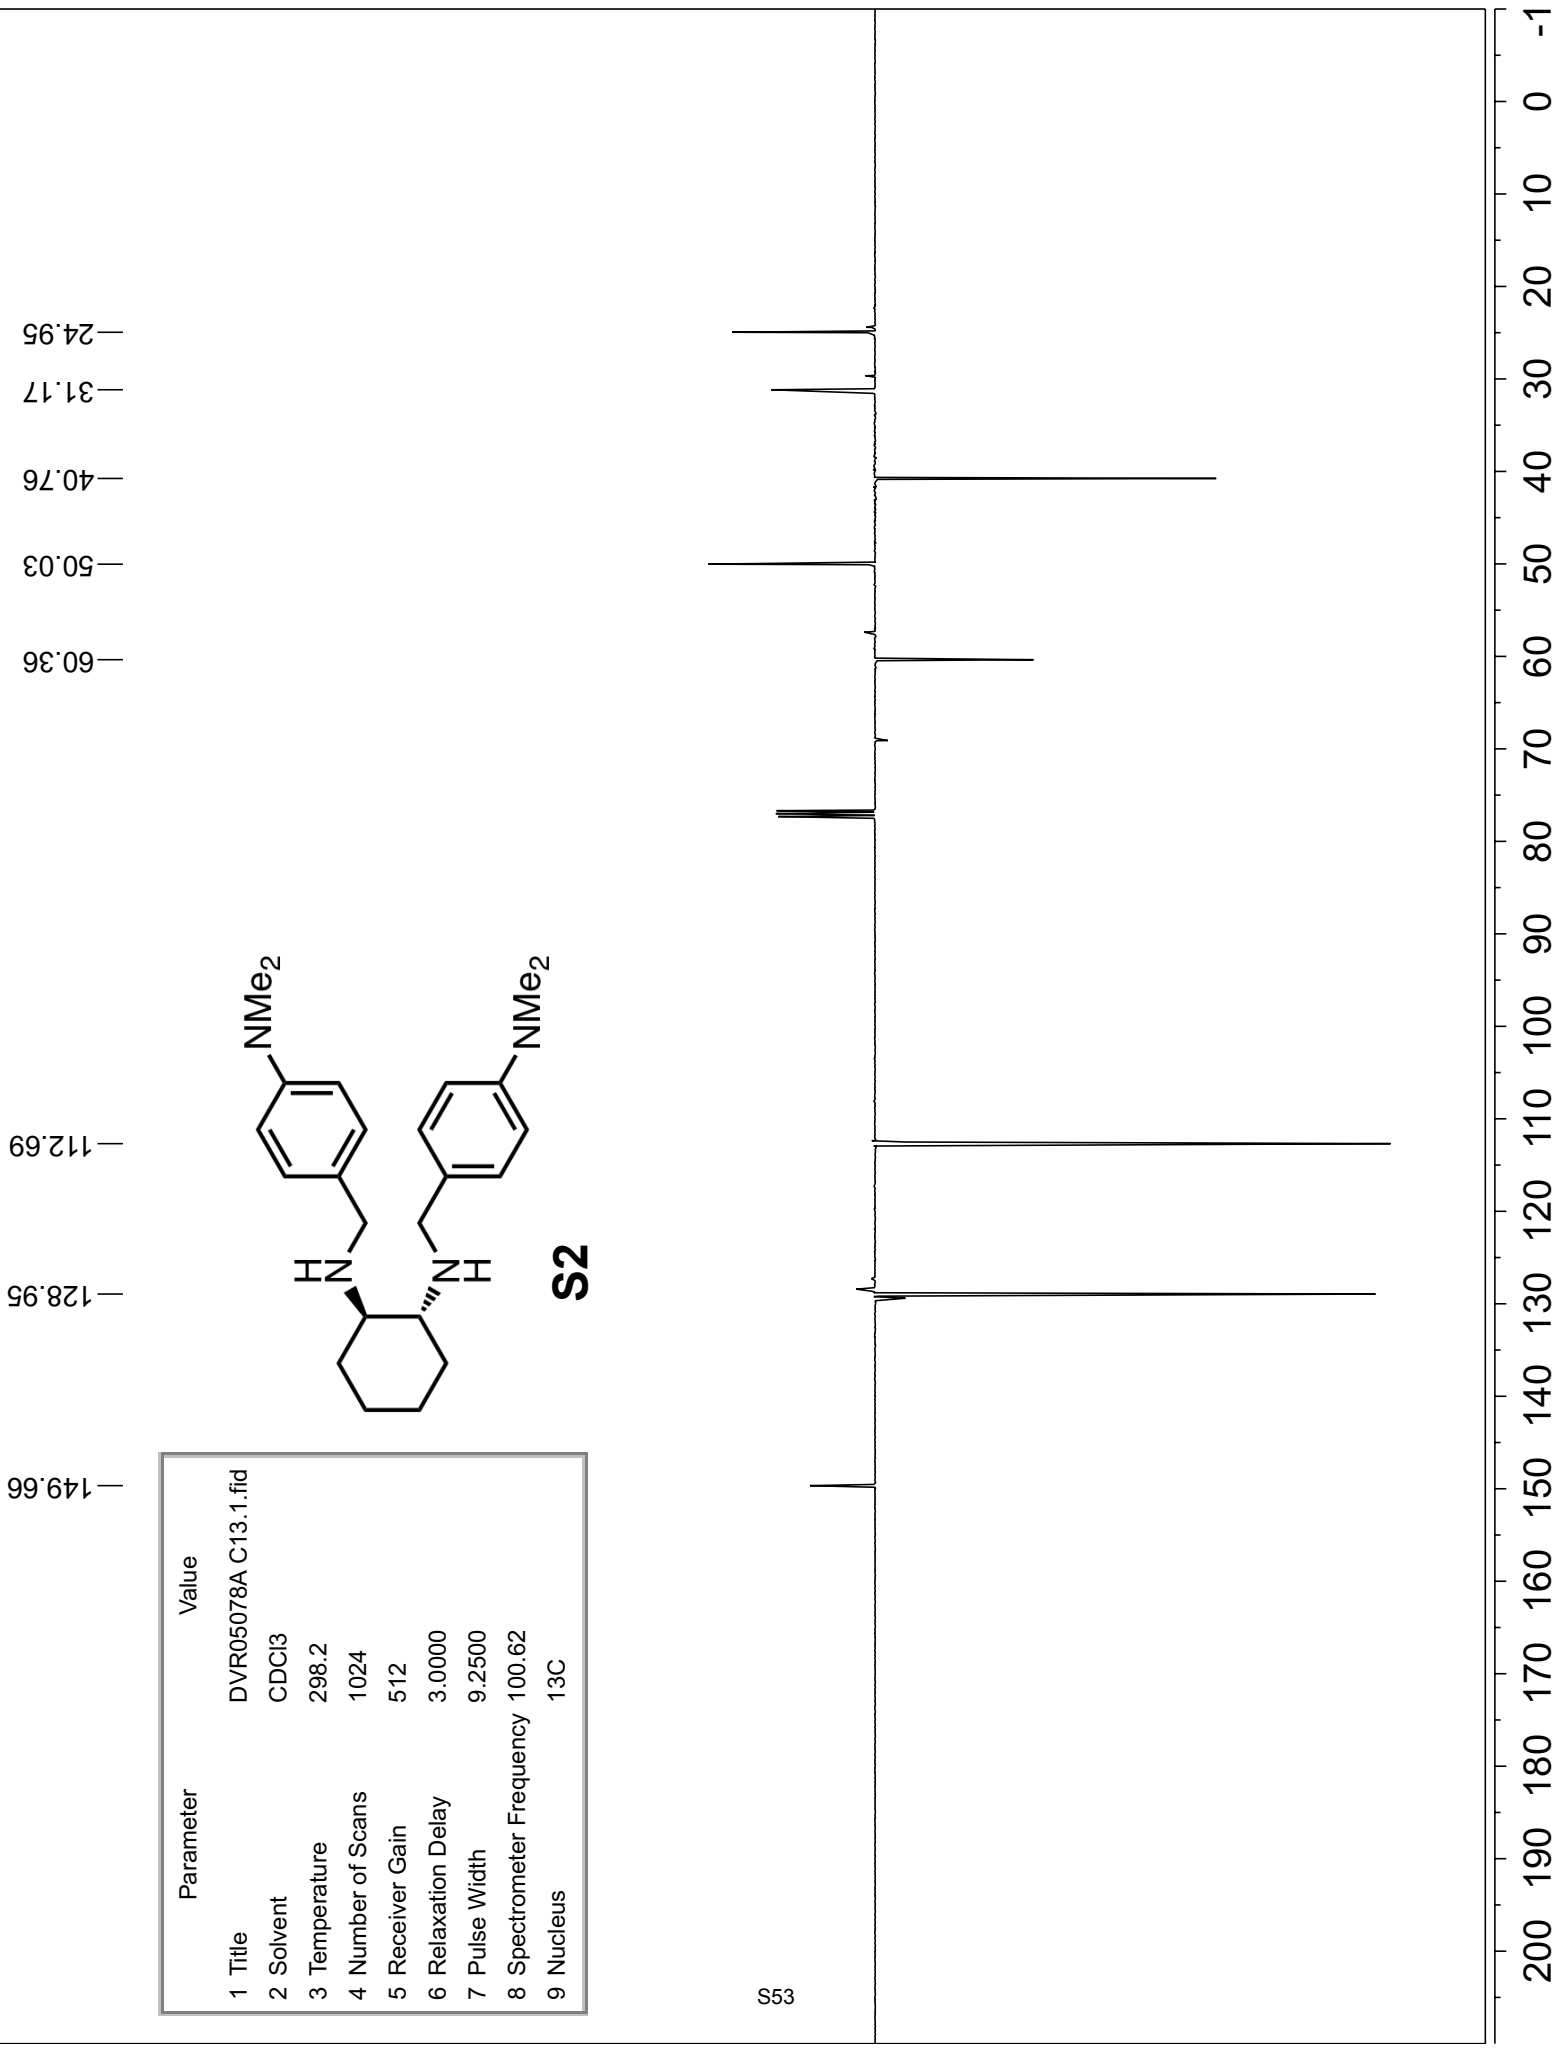 149.66
128.95
112.69
60.36
50.03
40.76
31.17
24.95
Parameter Value
1 Title DVR05078A C13.1.fid
2 Solvent CDCl3
3 Temperature 298.2
4 Number of Scans 1024
5 Receiver Gain 512
6 Relaxation Delay 3.0000
7 Pulse Width 9.2500
8 Spectrometer Frequency 100.62
9 Nucleus 13C
NMe2
H
N
N
H
NMe2
S2
S53
200 190 180 170 160 150 140 130 120 110 100 90 80 70 60 50 40 30 20 10 0 -1